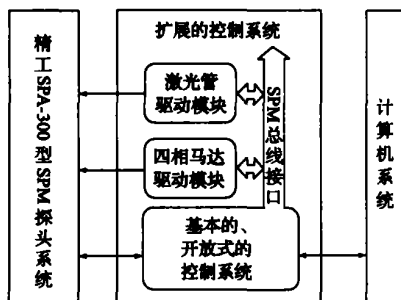 精工SPA-300型SPM探头系统
扩展的控制系统
激光管
驱动模块
四相马达
驱动模块
SPM总线接口
基本的、
开放式的
控制系统
计算机系统